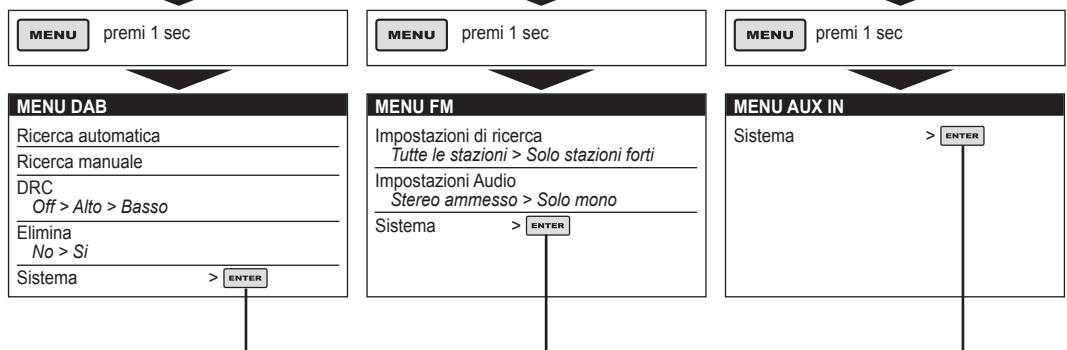 MENU premi 1 sec
MENU DAB
Ricerca automatica
Ricerca manuale
DRC
Off > Alto > Basso
Elimina
No > Si
Sistema > ENTER
MENU premi 1 sec
MENU FM
Impostazioni di ricerca
Tutte le stazioni > Solo stazioni forti
Impostazioni Audio
Stereo ammesso > Solo mono
Sistema > ENTER
MENU premi 1 sec
MENU AUX IN
Sistema > ENTER